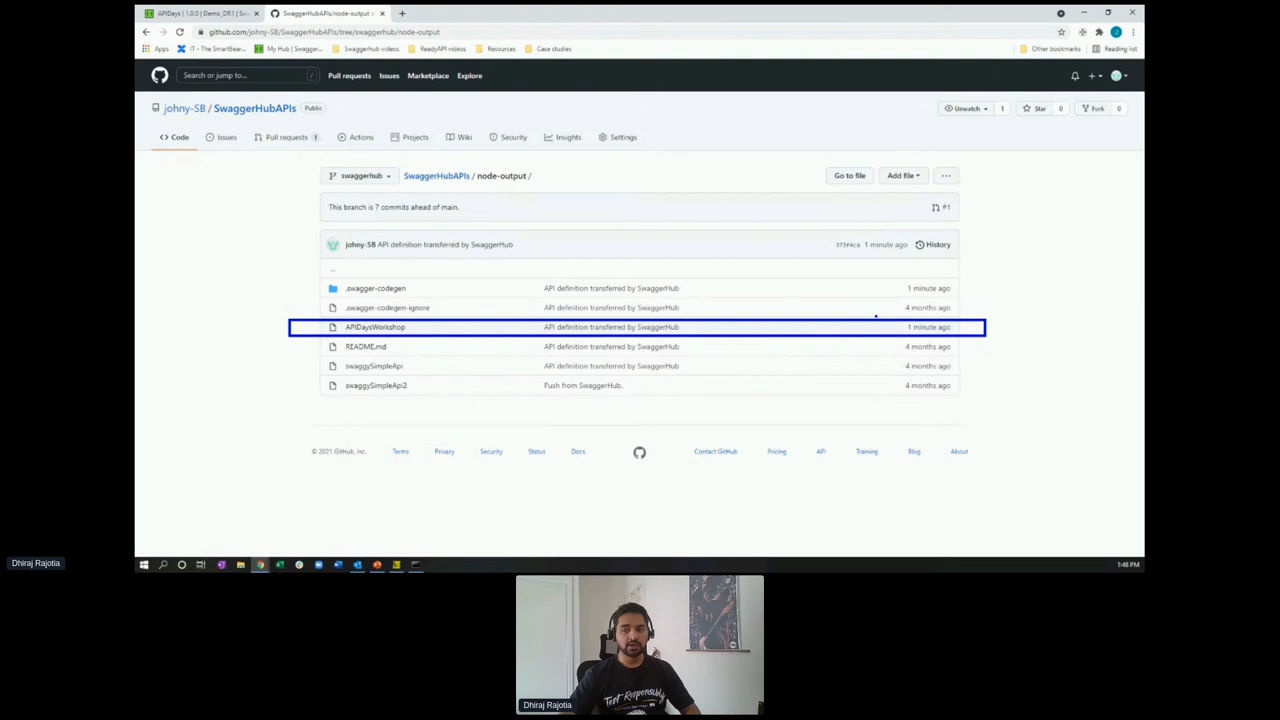 APIDays | 1.0.0 | Demo_DR1 | Sw
SwaggerHubAPIs/node-output
github.com/johny-SB/SwaggerHubAPIs/tree/swaggerhub/node-output
Apps IT - The SmartBear... My Hub | Swagger... Swaggerhub videos ReadyAPI videos Resources Case studies Other bookmarks Reading list
Search or jump to... / Pull requests Issues Marketplace Explore
johny-SB / SwaggerHubAPIs Public Unwatch 1 Star 0 Fork 0
<> Code Issues Pull requests 1 Actions Projects Wiki Security Insights Settings
swaggerhub SwaggerHubAPIs / node-output / Go to file Add file ...
This branch is 7 commits ahead of main. #1
johny-SB API definition transferred by SwaggerHub 373f4ca 1 minute ago History
..
.swagger-codegen API definition transferred by SwaggerHub 1 minute ago
.swagger-codegen-ignore API definition transferred by SwaggerHub 4 months ago
APIDaysWorkshop API definition transferred by SwaggerHub 1 minute ago
README.md API definition transferred by SwaggerHub 4 months ago
swaggySimpleApi API definition transferred by SwaggerHub 4 months ago
swaggySimpleApi2 Push from SwaggerHub. 4 months ago
© 2021 GitHub, Inc. Terms Privacy Security Status Docs Contact GitHub Pricing API Training Blog About
1:48 PM
Dhiraj Rajotia
Test Responsibly
Dhiraj Rajotia